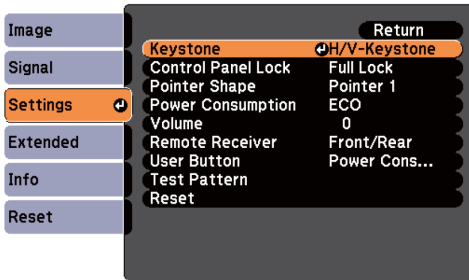 Image
Signal
Settings
Extended
Info
Reset
Return
Keystone H/V-Keystone
Control Panel Lock Full Lock
Pointer Shape Pointer 1
Power Consumption ECO
Volume 0
Remote Receiver Front/Rear
User Button Power Cons...
Test Pattern
Reset